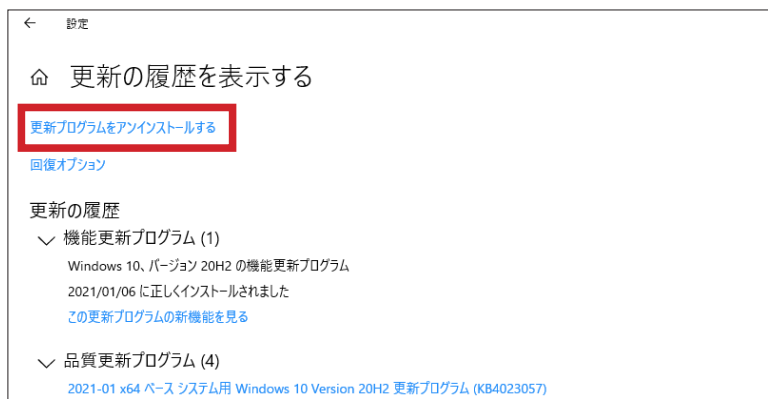 ← 設定
更新の履歴を表示する
更新プログラムをアンインストールする
回復オプション
更新の履歴
機能更新プログラム (1)
Windows 10、バージョン 20H2 の機能更新プログラム
2021/01/06 に正しくインストールされました
この更新プログラムの新機能を見る
品質更新プログラム (4)
2021-01 x64 ベース システム用 Windows 10 Version 20H2 更新プログラム (KB4023057)